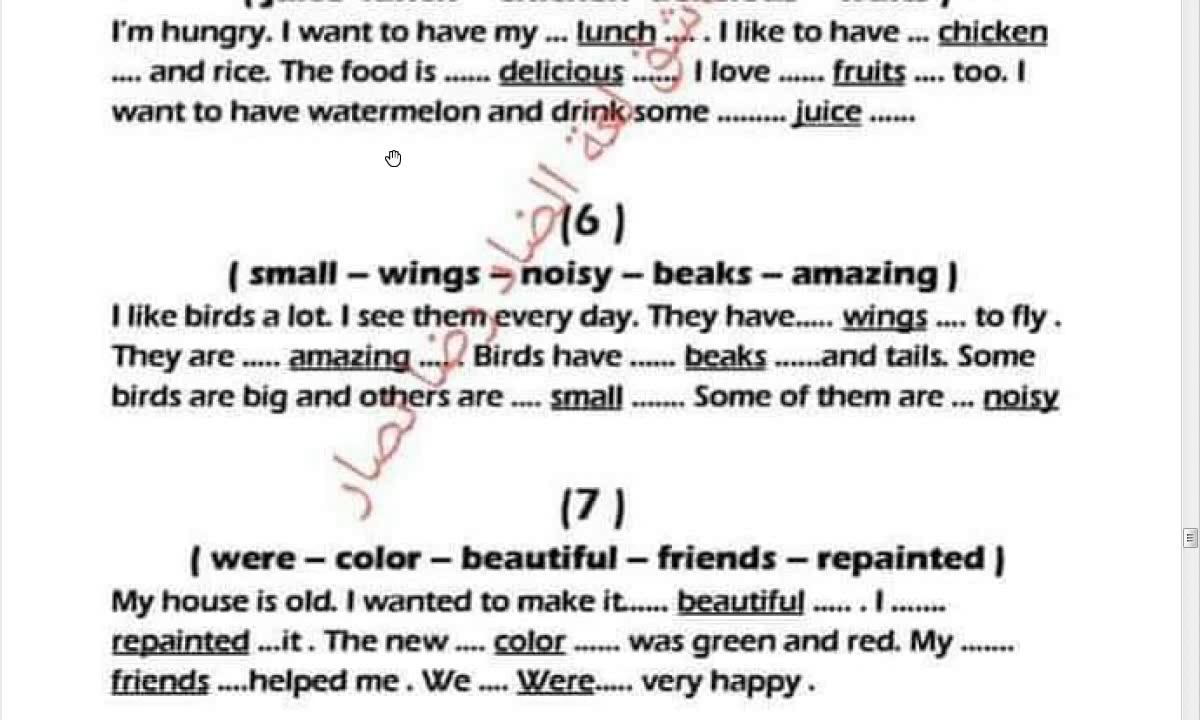 I'm hungry. I want to have my ... lunch .... . I like to have ... chicken
.... and rice. The food is ...... delicious ....... I love ...... fruits .... too. I
want to have watermelon and drink some ......... juice ......
(6 )
( small – wings – noisy – beaks – amazing )
I like birds a lot. I see them every day. They have..... wings .... to fly .
They are ..... amazing ..... . Birds have ...... beaks ......and tails. Some
birds are big and others are .... small ....... Some of them are ... noisy
(7 )
( were – color – beautiful – friends – repainted )
My house is old. I wanted to make it...... beautiful ..... . I .......
repainted ...it . The new .... color ...... was green and red. My .......
friends ....helped me . We .... Were..... very happy .